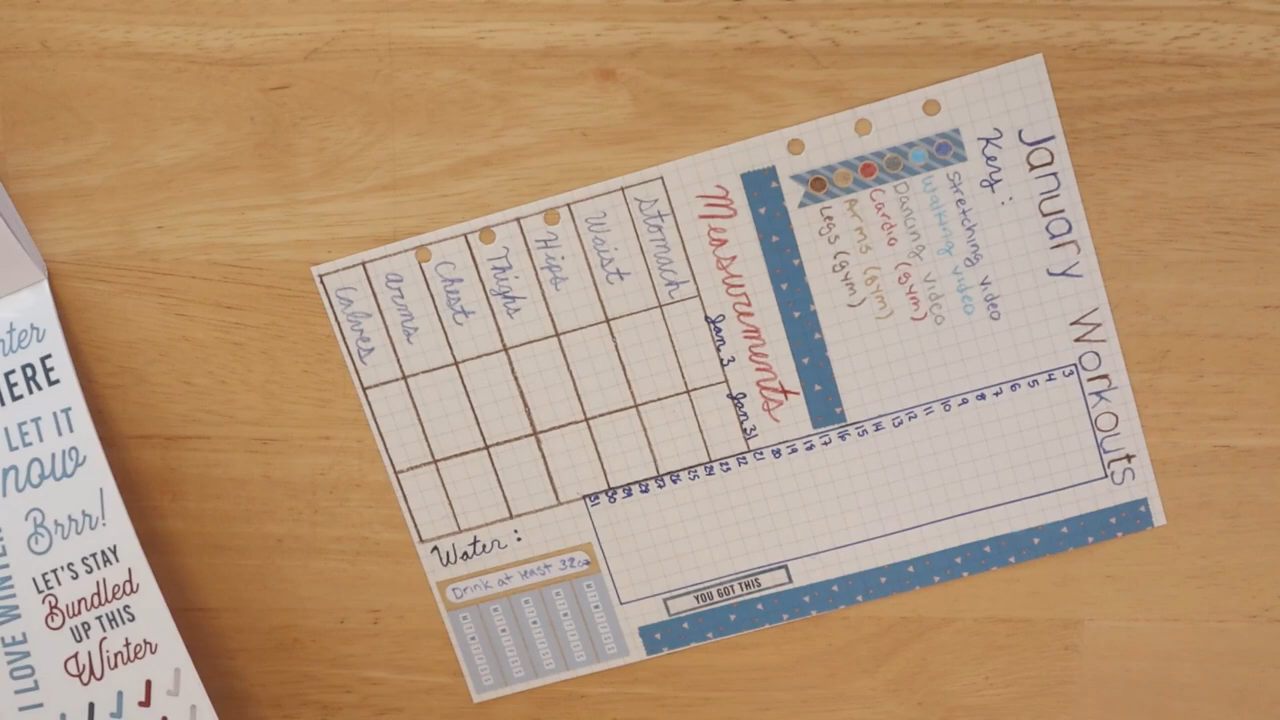 January Workouts
Key:
Stretching video
Walking video
Dancing video
Cardio (gym)
Arms (gym)
Legs (gym)
3
4
5
6
7
8
9
10
11
12
13
14
15
16
17
18
19
20
21
22
23
24
25
26
27
28
29
30
31
Measurements
Jan 3 Jan 31
Stomach
Waist
Hips
Thighs
Chest
arms
Calves
Water:
Drink at least 32oz
YOU GOT THIS
HERE
LET IT
now
Brrr!
LET'S STAY
Bundled
UP THIS
Winter
I LOVE WINTER